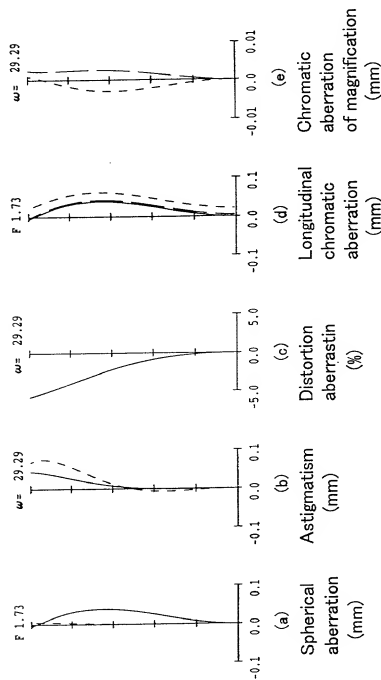 F 1.73
-0.1 0.0 0.1
(a)
Spherical
aberration
(mm)
ω= 29.29
-0.1 0.0 0.1
(b)
Astigmatism
(mm)
ω= 29.29
-5.0 0.0 5.0
(c)
Distortion
aberrastin
(%)
F 1.73
-0.1 0.0 0.1
(d)
Longitudinal
chromatic
aberration
(mm)
ω= 29.29
-0.01 0.0 0.01
(e)
Chromatic
aberration
of magnification
(mm)